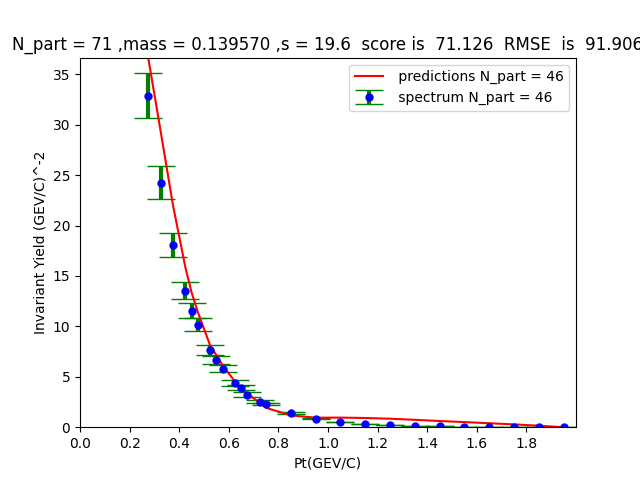 N_part = 71 ,mass = 0.139570 ,s = 19.6  score is  71.126  RMSE  is  91.906
predictions N_part = 46
spectrum N_part = 46
Invariant Yield (GEV/C)^-2
35
30
25
20
15
10
5
0
0.0 0.2 0.4 0.6 0.8 1.0 1.2 1.4 1.6 1.8
Pt(GEV/C)